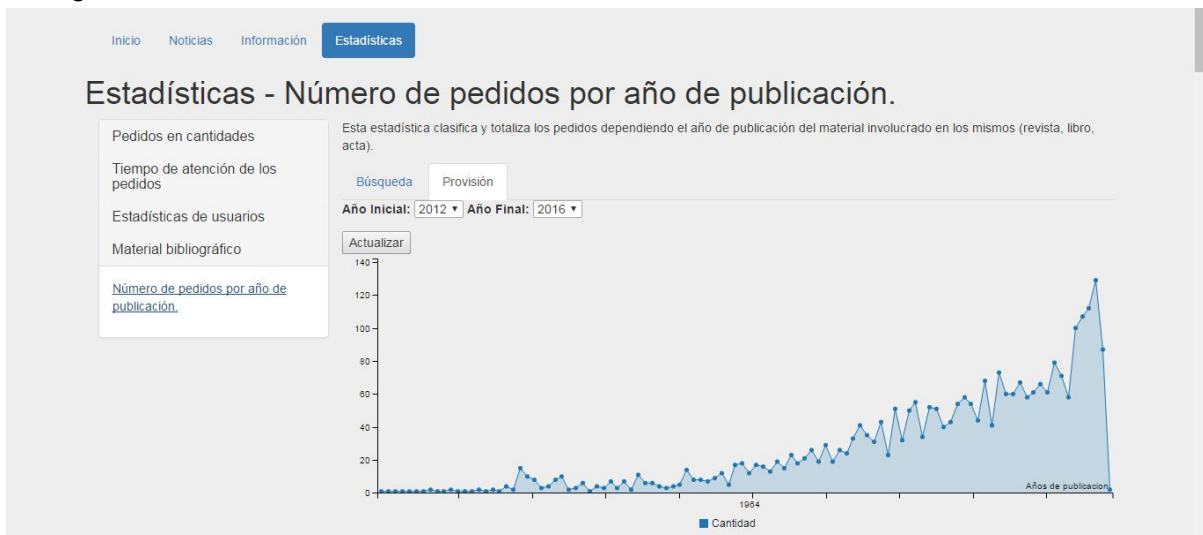 Inicio Noticias Información Estadísticas
Estadísticas - Número de pedidos por año de publicación.
Pedidos en cantidades
Tiempo de atención de los
pedidos
Estadísticas de usuarios
Material bibliográfico
Número de pedidos por año de
publicación.
Esta estadística clasifica y totaliza los pedidos dependiendo el año de publicación del material involucrado en los mismos (revista, libro,
acta).
Búsqueda Provisión
Año Inicial: 2012 Año Final: 2016
Actualizar
140
120
100
80
60
40
20
0
Años de publicacion
1964
Cantidad